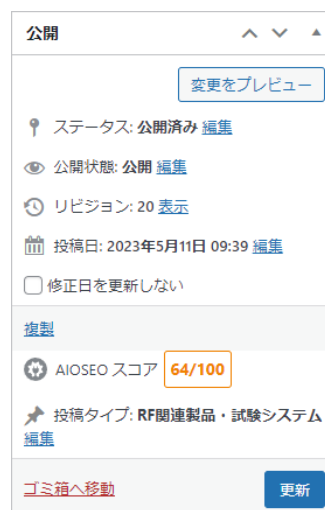 公開
変更をプレビュー
ステータス: 公開済み 編集
公開状態: 公開 編集
リビジョン: 20 表示
投稿日: 2023年5月11日 09:39 編集
修正日を更新しない
複製
AIOSEO スコア 64/100
投稿タイプ: RF関連製品・試験システム
編集
ゴミ箱へ移動 更新